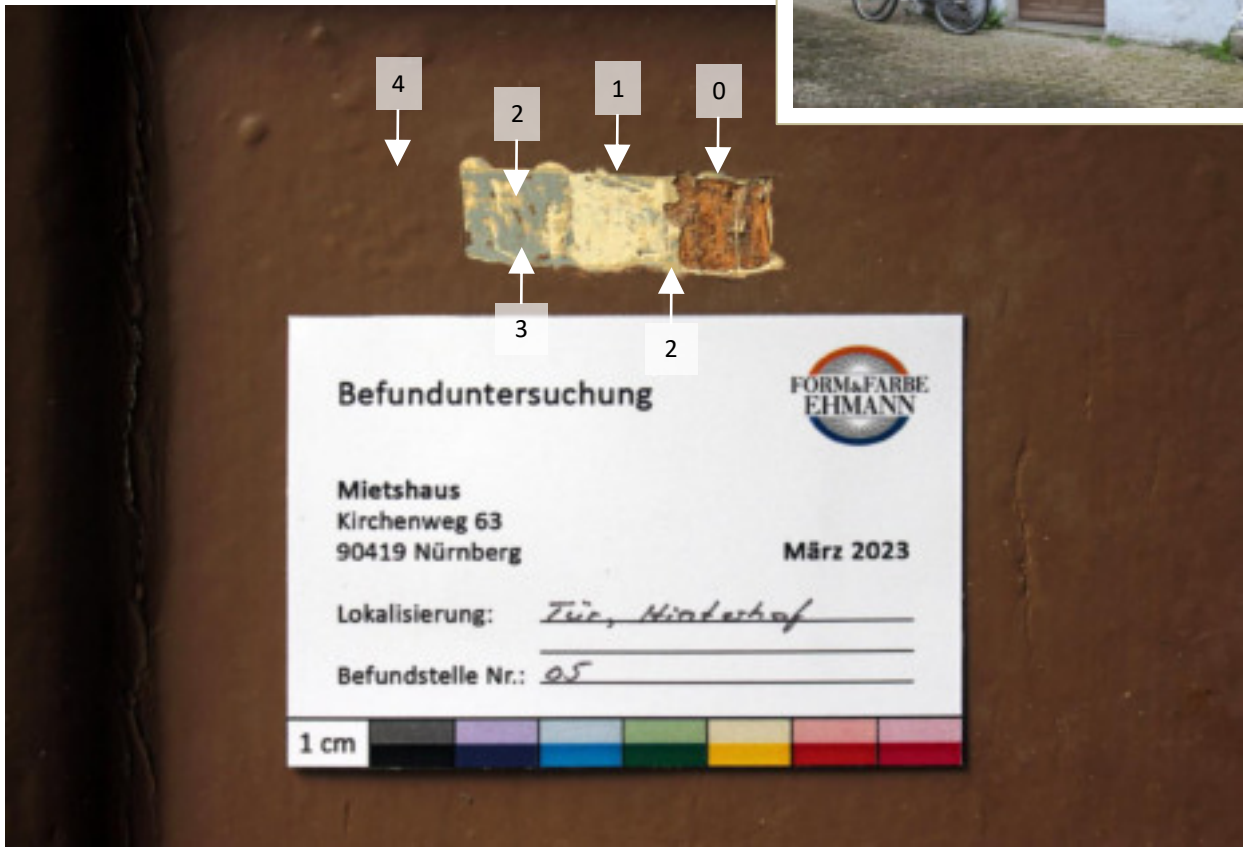 4
2
1
0
3
2
Befunduntersuchung
FORM&FARBE
EHMANN
Mietshaus
Kirchenweg 63
90419 Nürnberg
März 2023
Lokalisierung: Tür, Hinterhof
Befundstelle Nr.: 05
1 cm